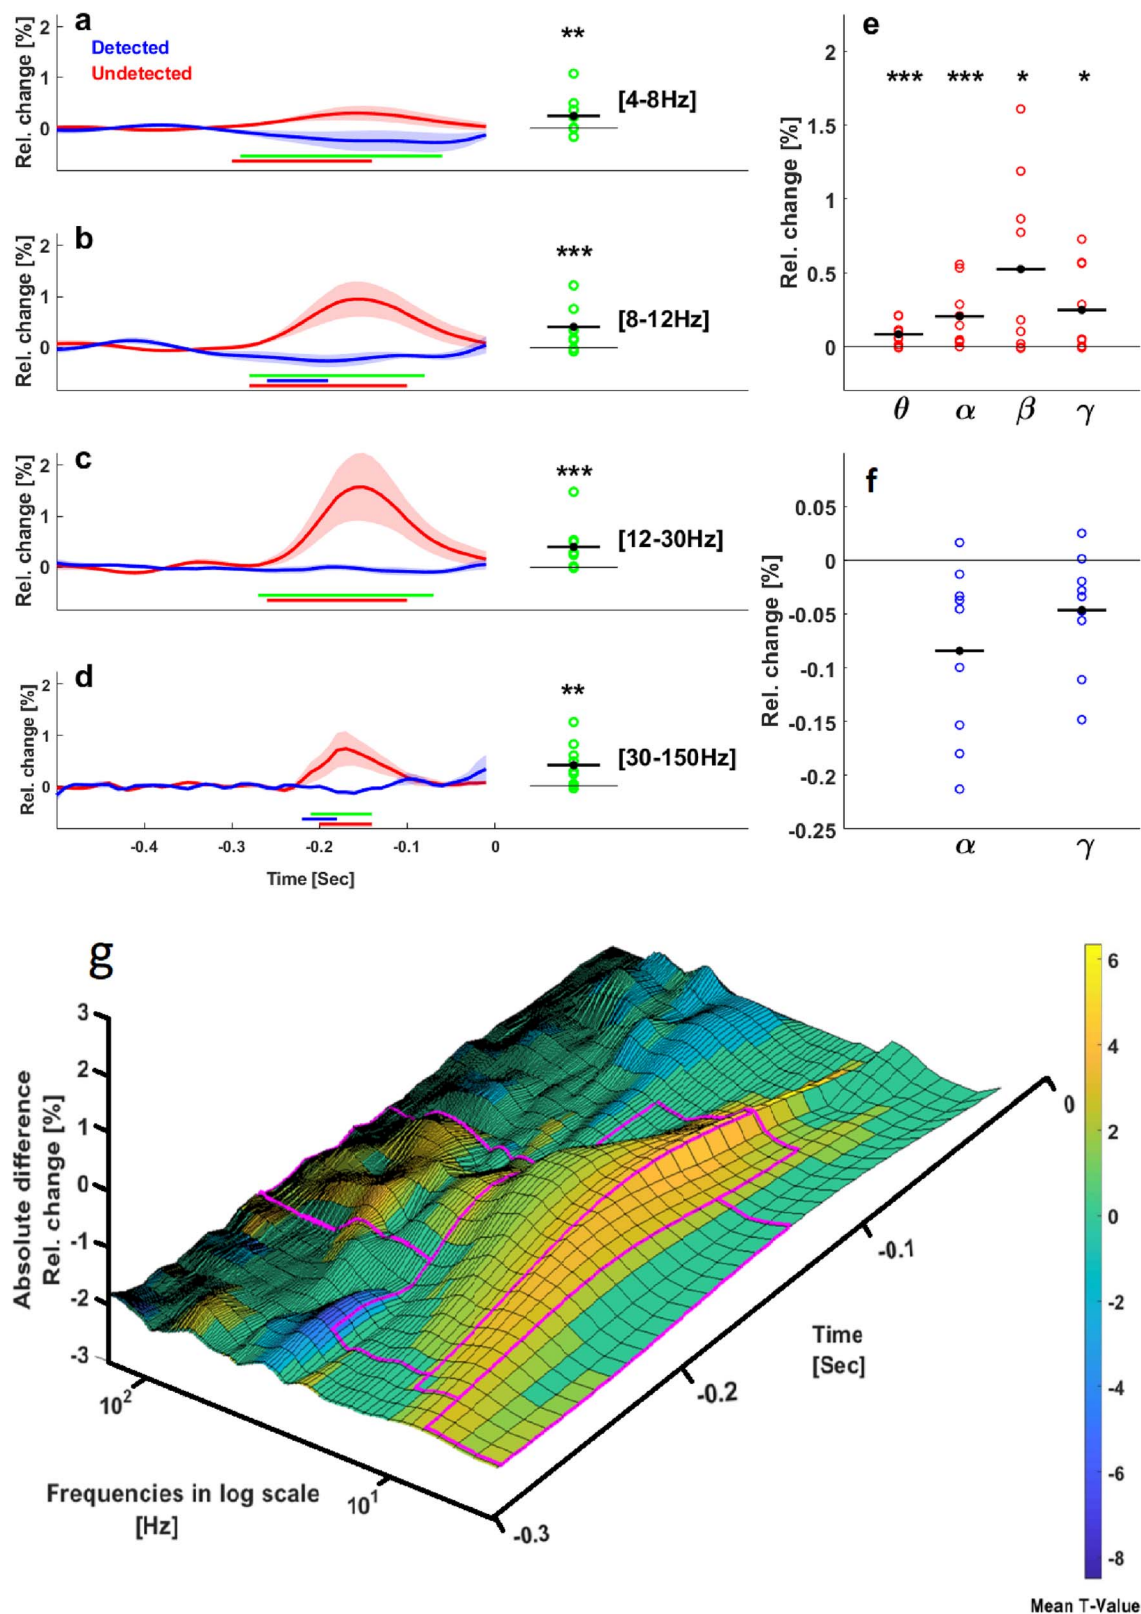 a
Rel. change [%]
2
1
0
Detected
Undetected
**
[4-8Hz]
b
Rel. change [%]
2
1
0
***
[8-12Hz]
c
Rel. change [%]
2
1
0
***
[12-30Hz]
d
Rel. change [%]
2
1
0
**
[30-150Hz]
-0.4 -0.3 -0.2 -0.1 0
Time [Sec]
e
Rel. change [%]
2
1.5
1
0.5
0
*** *** * *
θ α β γ
f
Rel. change [%]
0.05
0
-0.05
-0.1
-0.15
-0.2
-0.25
α γ
g
Absolute difference
Rel. change [%]
3
2
1
0
-1
-2
-3
10²
10¹
Frequencies in log scale
[Hz]
0
-0.1
-0.2
-0.3
Time
[Sec]
6
4
2
0
-2
-4
-6
-8
Mean T-Value